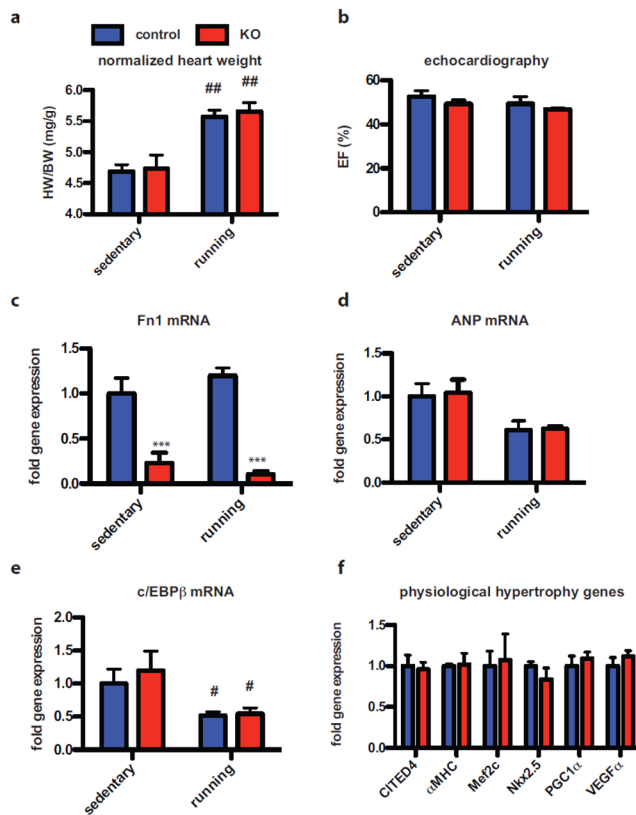 a
control
KO
normalized heart weight
HW/BW (mg/g)
6.0
5.5
5.0
4.5
4.0
##
##
sedentary
running
b
echocardiography
EF (%)
60
40
20
0
sedentary
running
c
Fn1 mRNA
fold gene expression
1.5
1.0
0.5
0.0
***
***
sedentary
running
d
ANP mRNA
fold gene expression
1.5
1.0
0.5
0.0
sedentary
running
e
c/EBPβ mRNA
fold gene expression
2.0
1.5
1.0
0.5
0.0
#
#
sedentary
running
f
physiological hypertrophy genes
fold gene expression
1.5
1.0
0.5
0.0
CITED4
αMHC
Mef2c
Nkx2.5
PGC1α
VEGFα